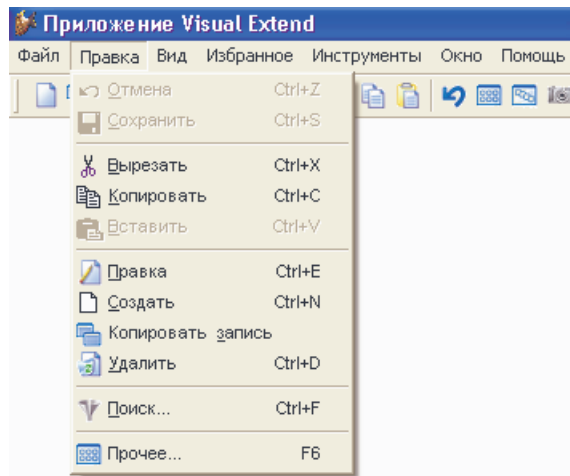 Приложение Visual Extend
Файл Правка Вид Избранное Инструменты Окно Помощь
Отмена Ctrl+Z
Сохранить Ctrl+S
Вырезать Ctrl+X
Копировать Ctrl+C
Вставить Ctrl+V
Правка Ctrl+E
Создать Ctrl+N
Копировать запись
Удалить Ctrl+D
Поиск... Ctrl+F
Прочее... F6